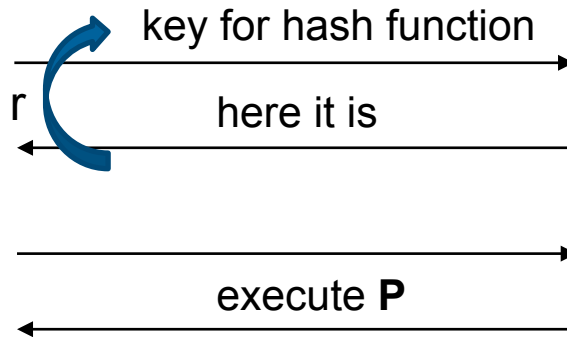 key for hash function
r
here it is
execute P